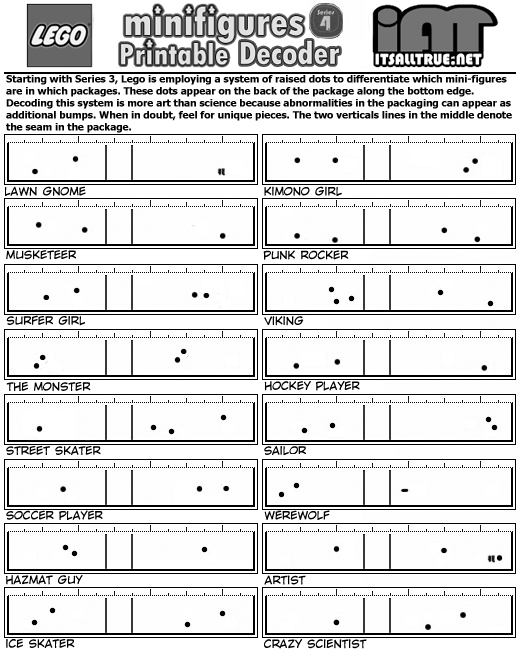 LEGO
minifigures Series 4
Printable Decoder
iAT
ITSALLTRUE.NET
Starting with Series 3, Lego is employing a system of raised dots to differentiate which mini-figures
are in which packages. These dots appear on the back of the package along the bottom edge.
Decoding this system is more art than science because abnormalities in the packaging can appear as
additional bumps. When in doubt, feel for unique pieces. The two verticals lines in the middle denote
the seam in the package.
LAWN GNOME
KIMONO GIRL
MUSKETEER
PUNK ROCKER
SURFER GIRL
VIKING
THE MONSTER
HOCKEY PLAYER
STREET SKATER
SAILOR
SOCCER PLAYER
WEREWOLF
HAZMAT GUY
ARTIST
ICE SKATER
CRAZY SCIENTIST